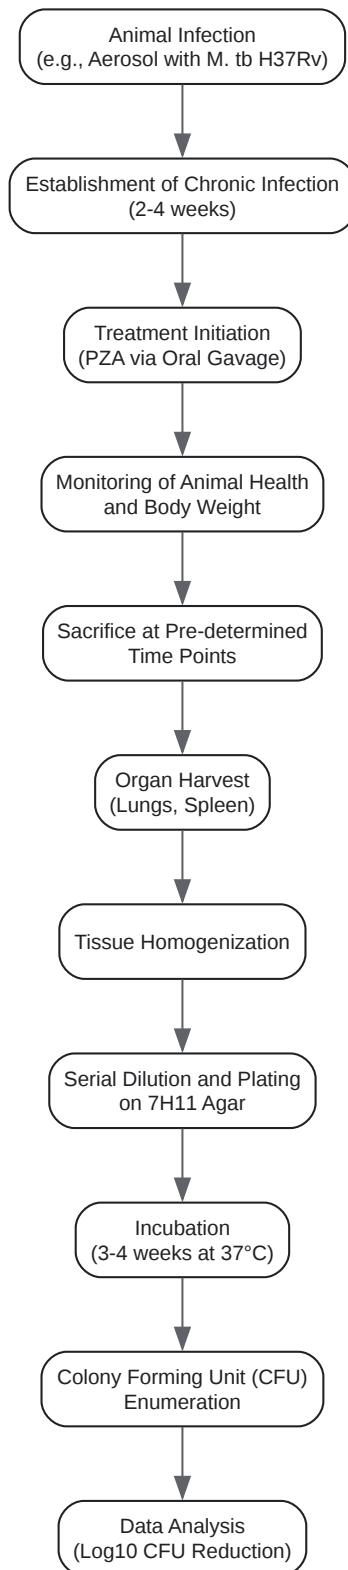 Animal Infection
(e.g., Aerosol with M. tb H37Rv)
Establishment of Chronic Infection
(2-4 weeks)
Treatment Initiation
(PZA via Oral Gavage)
Monitoring of Animal Health
and Body Weight
Sacrifice at Pre-determined
Time Points
Organ Harvest
(Lungs, Spleen)
Tissue Homogenization
Serial Dilution and Plating
on 7H11 Agar
Incubation
(3-4 weeks at 37°C)
Colony Forming Unit (CFU)
Enumeration
Data Analysis
(Log10 CFU Reduction)